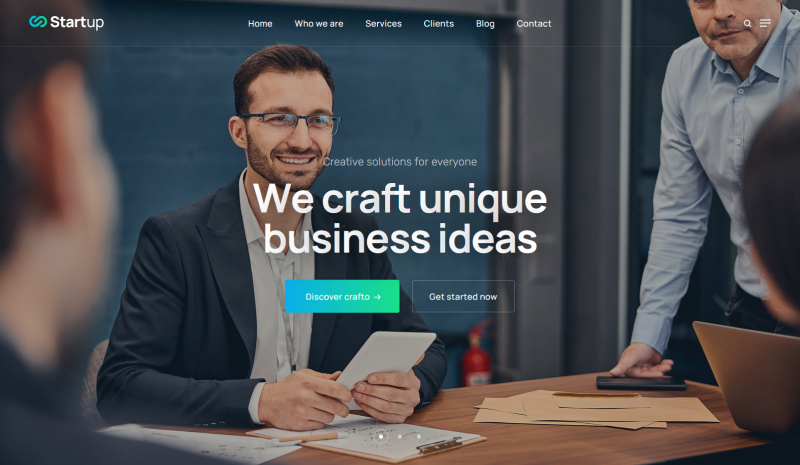 Startup
Home
Who we are
Services
Clients
Blog
Contact
Creative solutions for everyone
We craft unique
business ideas
Discover crafto →
Get started now